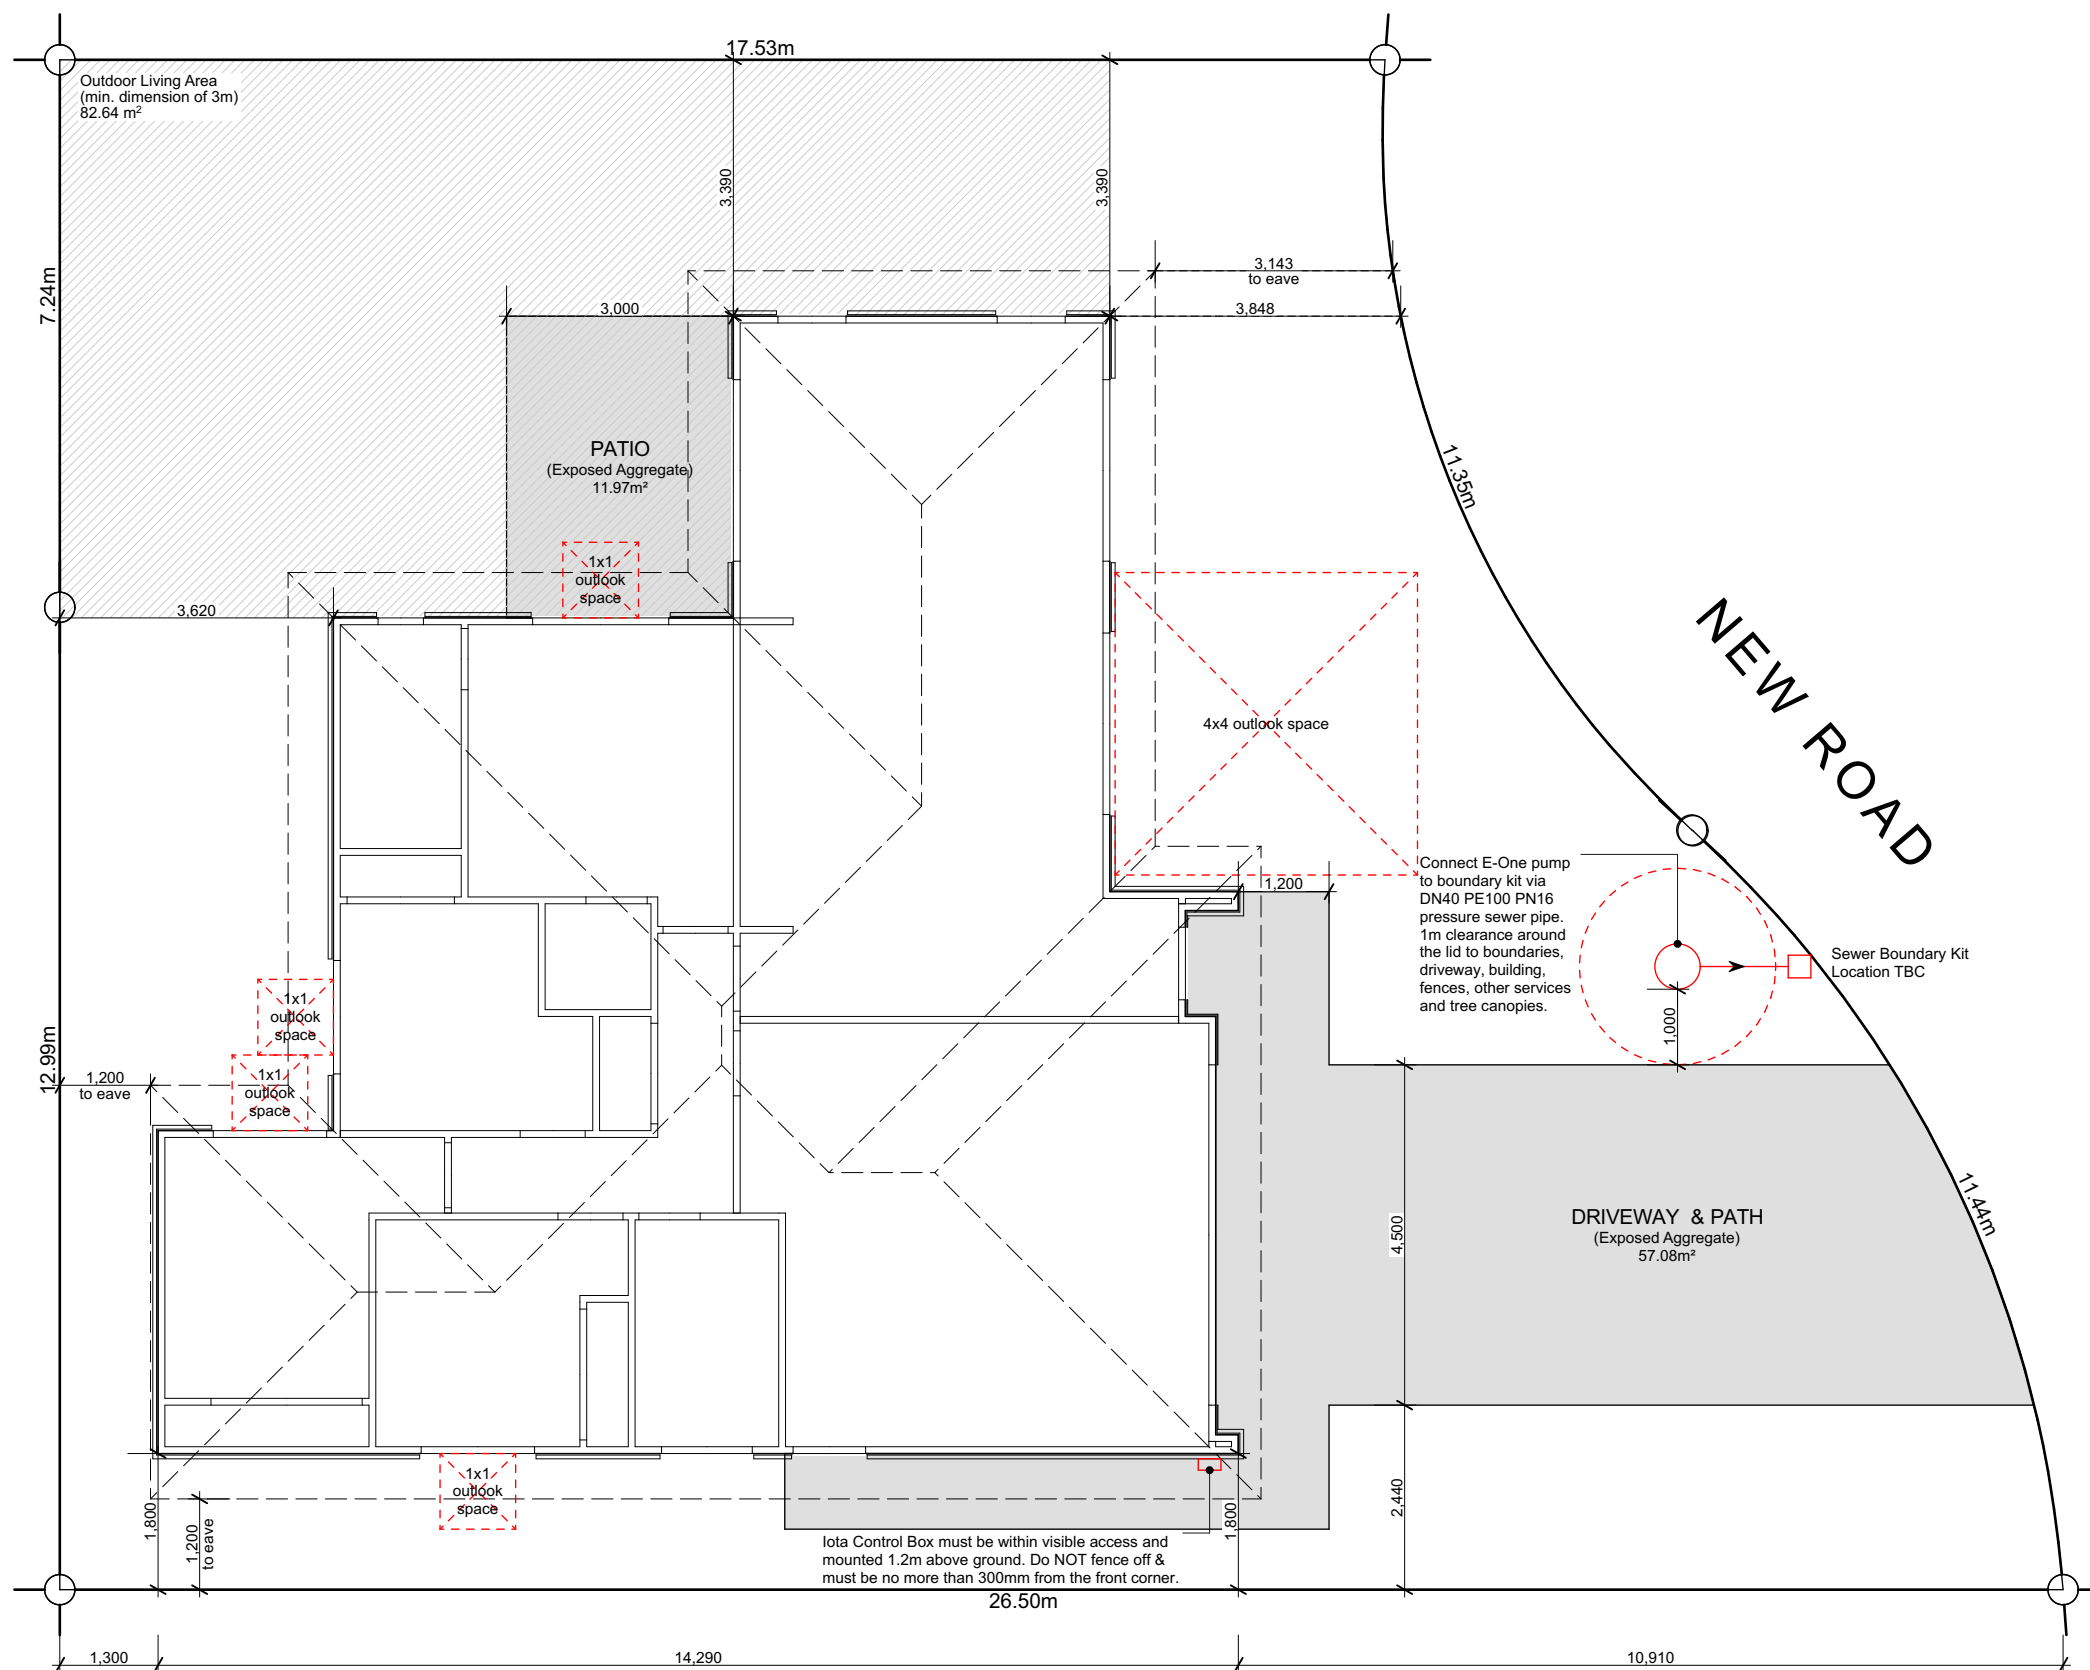 17.53m
Outdoor Living Area
(min. dimension of 3m)
82.64 m²
3,390
3,390
7.24m
3,143
to eave
3,000
3,848
PATIO
(Exposed Aggregate)
11.97m²
11.35m
1x1
outlook
space
3,620
NEW ROAD
4x4 outlook space
Connect E-One pump
to boundary kit via
DN40 PE100 PN16
pressure sewer pipe.
1m clearance around
the lid to boundaries,
driveway, building,
fences, other services
and tree canopies.
1,200
Sewer Boundary Kit
Location TBC
1x1
outlook
space
1,000
12.99m
1,200
to eave
1x1
outlook
space
11.44m
DRIVEWAY & PATH
(Exposed Aggregate)
57.08m²
4,500
1x1
outlook
space
1,800
1,200
to eave
1,800
2,440
Iota Control Box must be within visible access and
mounted 1.2m above ground. Do NOT fence off &
must be no more than 300mm from the front corner.
26.50m
1,300
14,290
10,910